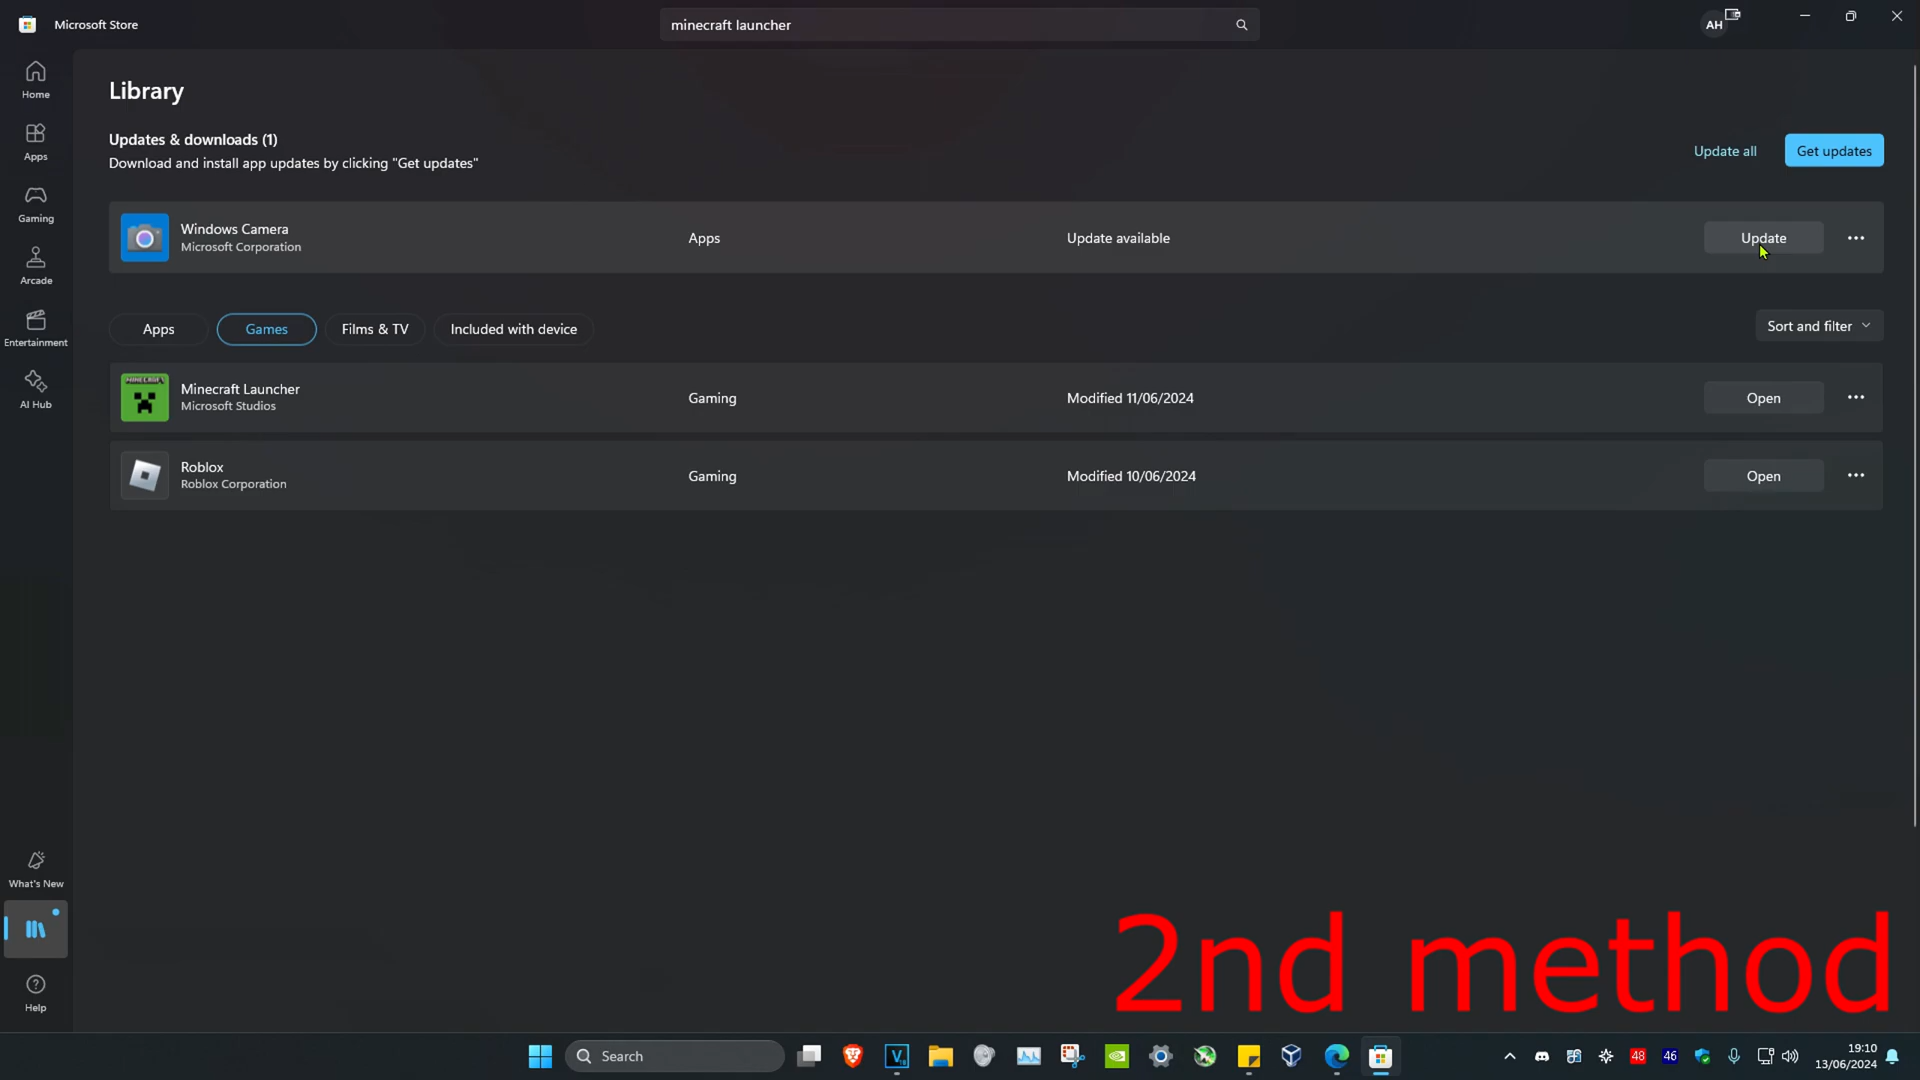 Microsoft Store
minecraft launcher
AH
Home
Apps
Gaming
Arcade
Entertainment
AI Hub
What's New
Help
Library
Updates & downloads (1)
Download and install app updates by clicking "Get updates"
Update all
Get updates
Windows Camera
Microsoft Corporation
Apps
Update available
Update
Apps
Games
Films & TV
Included with device
Sort and filter
MINECRAFT
Minecraft Launcher
Microsoft Studios
Gaming
Modified 11/06/2024
Open
Roblox
Roblox Corporation
Gaming
Modified 10/06/2024
Open
2nd method
Search
48
46
19:10
13/06/2024